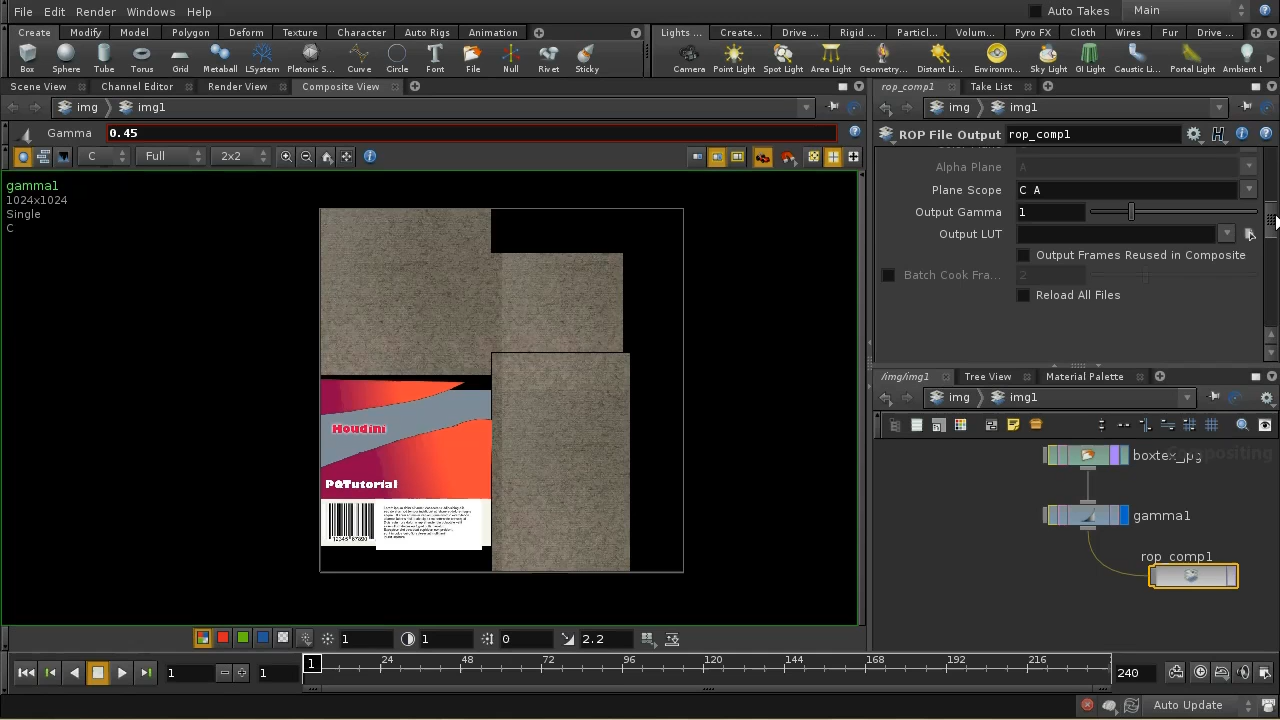 File Edit Render Windows Help Auto Takes Main
Create Modify Model Polygon Deform Texture Character Auto Rigs Animation Lights ... Create... Drive ... Rigid ... Particl... Volum... Pyro FX Cloth Wires Fur Drive ...
Box Sphere Tube Torus Grid Metaball LSystem Platonic S... Curve Circle Font File Null Rivet Sticky Camera Point Light Spot Light Area Light Geometry... Distant Li... Environm... Sky Light GI Light Caustic Li... Portal Light Ambient L
Scene View Channel Editor Render View Composite View rop_comp1 Take List
img img1 img img1
Gamma 0.45 ROP File Output rop_comp1
C Full 2x2
Alpha Plane A
gamma1
1024x1024
Single
C
Plane Scope C A
Output Gamma 1
Output LUT
Output Frames Reused in Composite
Batch Cook Fra... 2
Reload All Files
/img/img1 Tree View Material Palette
img img1
Houdini
PQTutorial
boxtex_jpg
gamma1
rop_comp1
1 1 0 2.2
1 1 1 24 48 72 96 120 144 168 192 216 240
Auto Update